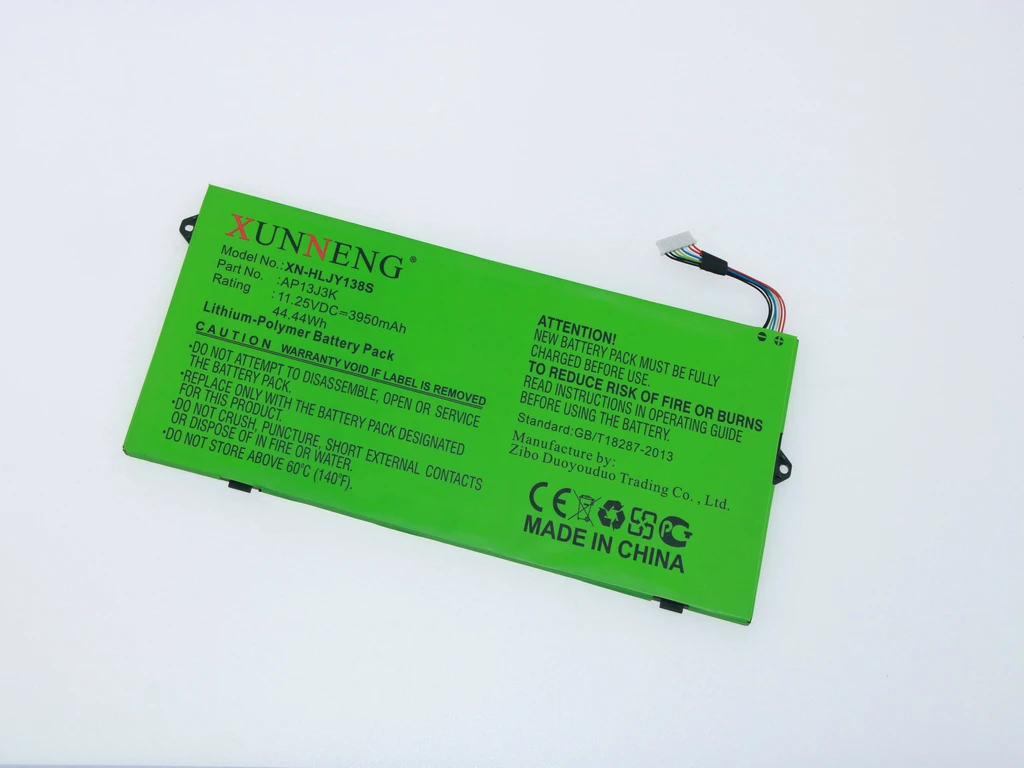 XUNNENG®
Model No.:XN-HLJY138S
Part No. :AP13J3K
Rating :11.25VDC=3950mAh
44.44Wh
Lithium-Polymer Battery Pack
CAUTION WARRANTY VOID IF LABEL IS REMOVED
•DO NOT ATTEMPT TO DISASSEMBLE, OPEN OR SERVICE
THE BATTERY PACK.
•REPLACE ONLY WITH THE BATTERY PACK DESIGNATED
FOR THIS PRODUCT.
•DO NOT CRUSH, PUNCTURE, SHORT EXTERNAL CONTACTS
OR DISPOSE OF IN FIRE OR WATER.
•DO NOT STORE ABOVE 60°C (140°F).
ATTENTION!
NEW BATTERY PACK MUST BE FULLY
CHARGED BEFORE USE.
TO REDUCE RISK OF FIRE OR BURNS
READ INSTRUCTIONS IN OPERATING GUIDE
BEFORE USING THE BATTERY.
Standard:GB/T18287-2013
Manufacture by:
Zibo Duoyouduo Trading Co., Ltd.
CE
MADE IN CHINA